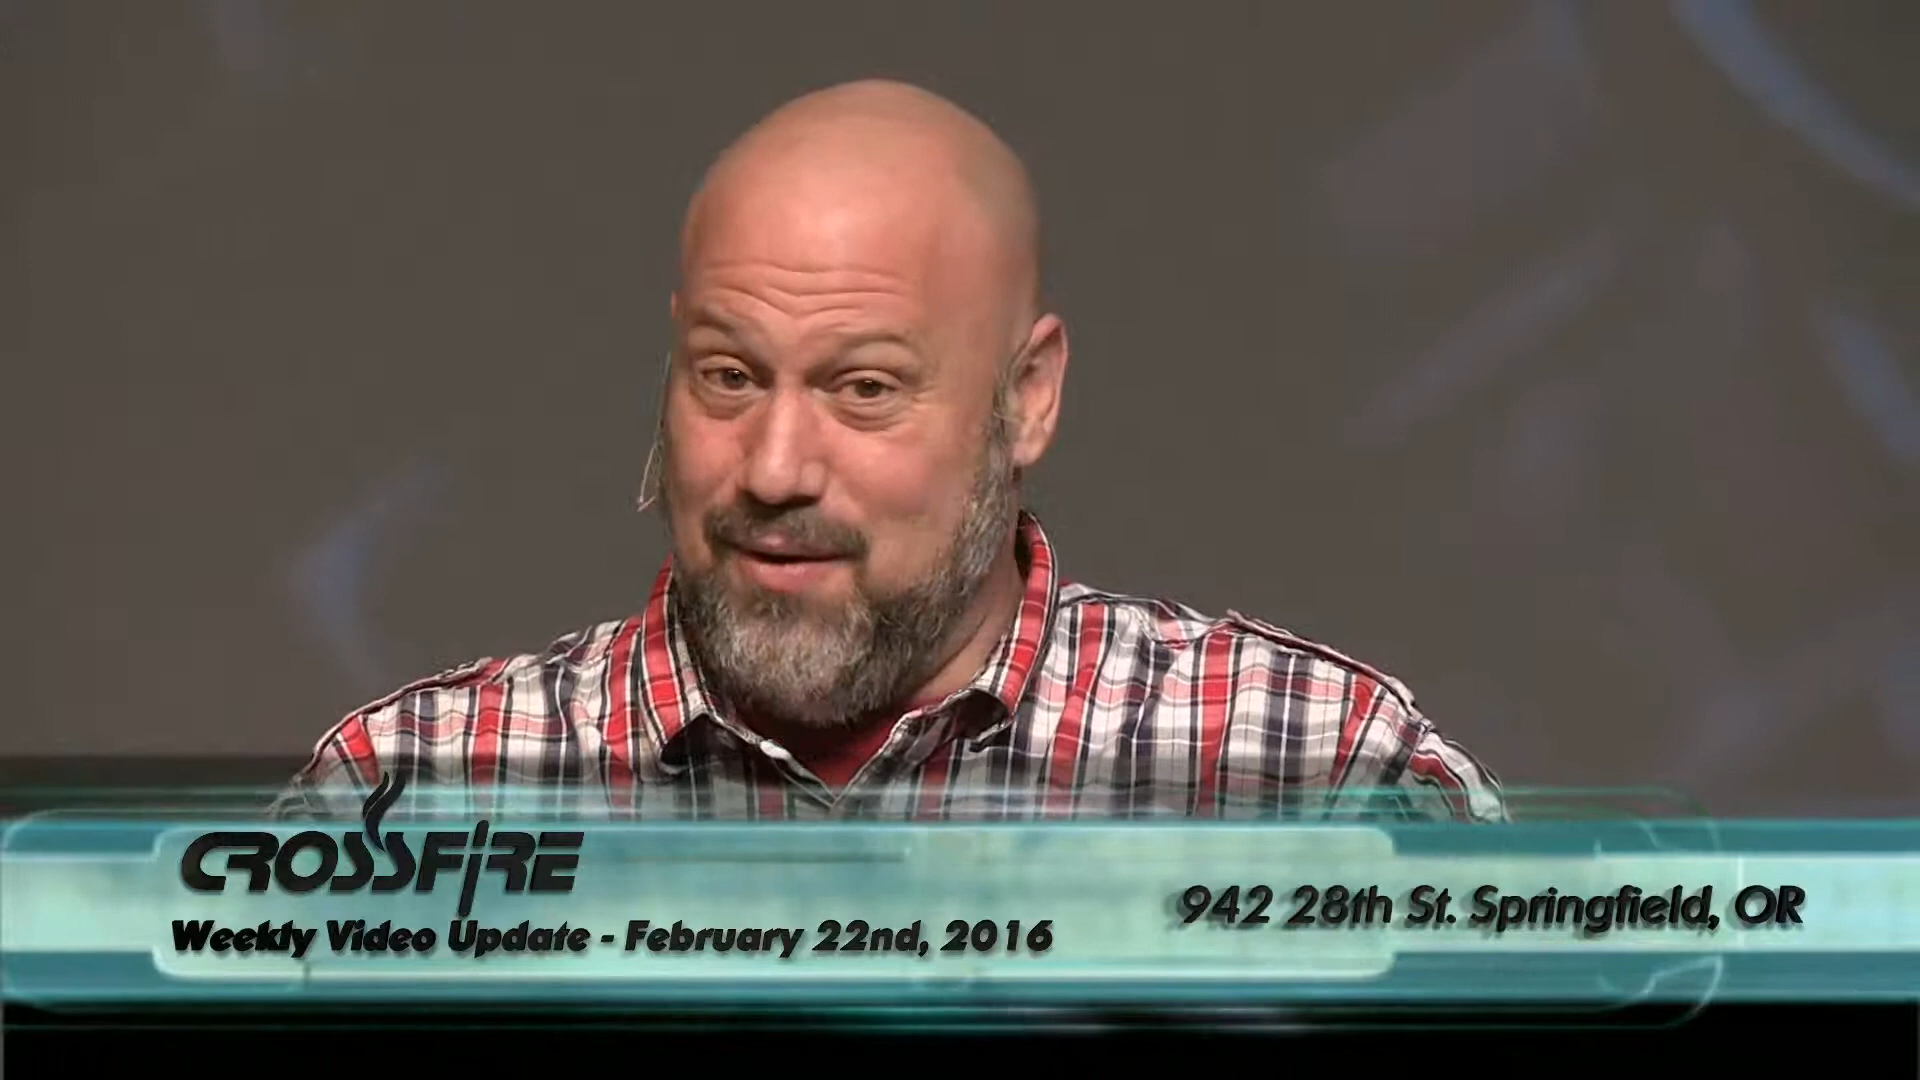 CROSSFIRE
Weekly Video Update - February 22nd, 2016
942 28th St. Springfield, OR